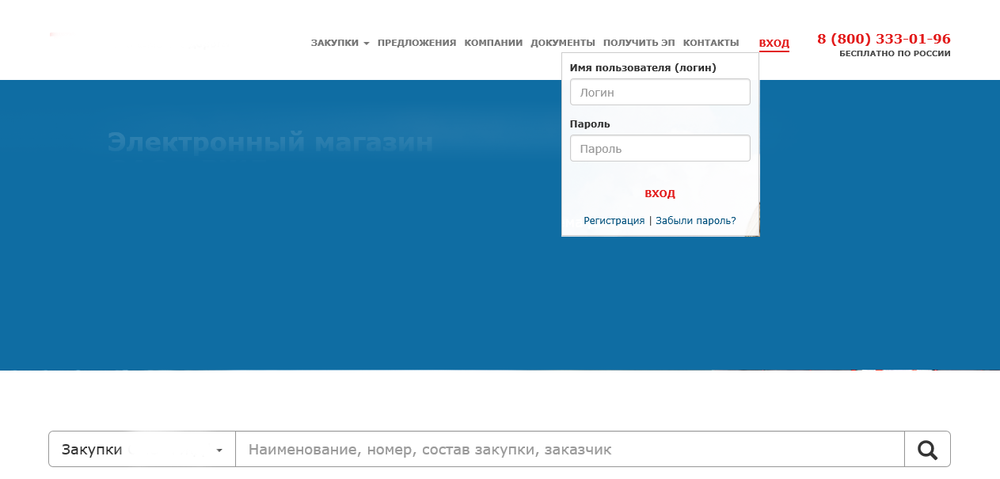 ЗАКУПКИ ПРЕДЛОЖЕНИЯ КОМПАНИИ ДОКУМЕНТЫ ПОЛУЧИТЬ ЭП КОНТАКТЫ ВХОД 8 (800) 333-01-96
БЕСПЛАТНО ПО РОССИИ
Имя пользователя (логин)
Логин
Пароль
Пароль
ВХОД
Регистрация | Забыли пароль?
Электронный магазин
Закупки Наименование, номер, состав закупки, заказчик